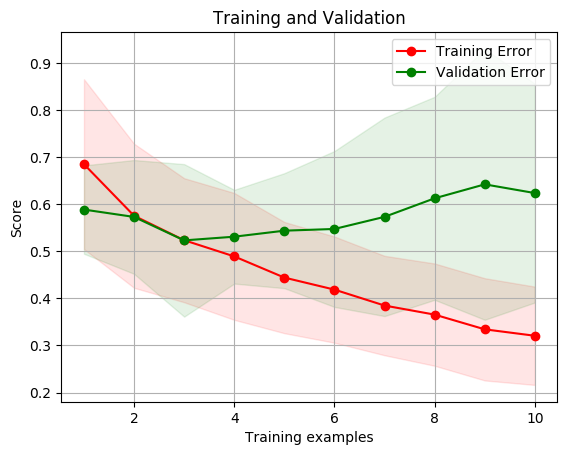 Training and Validation
Training Error
Validation Error
Score
0.9
0.8
0.7
0.6
0.5
0.4
0.3
0.2
2 4 6 8 10
Training examples